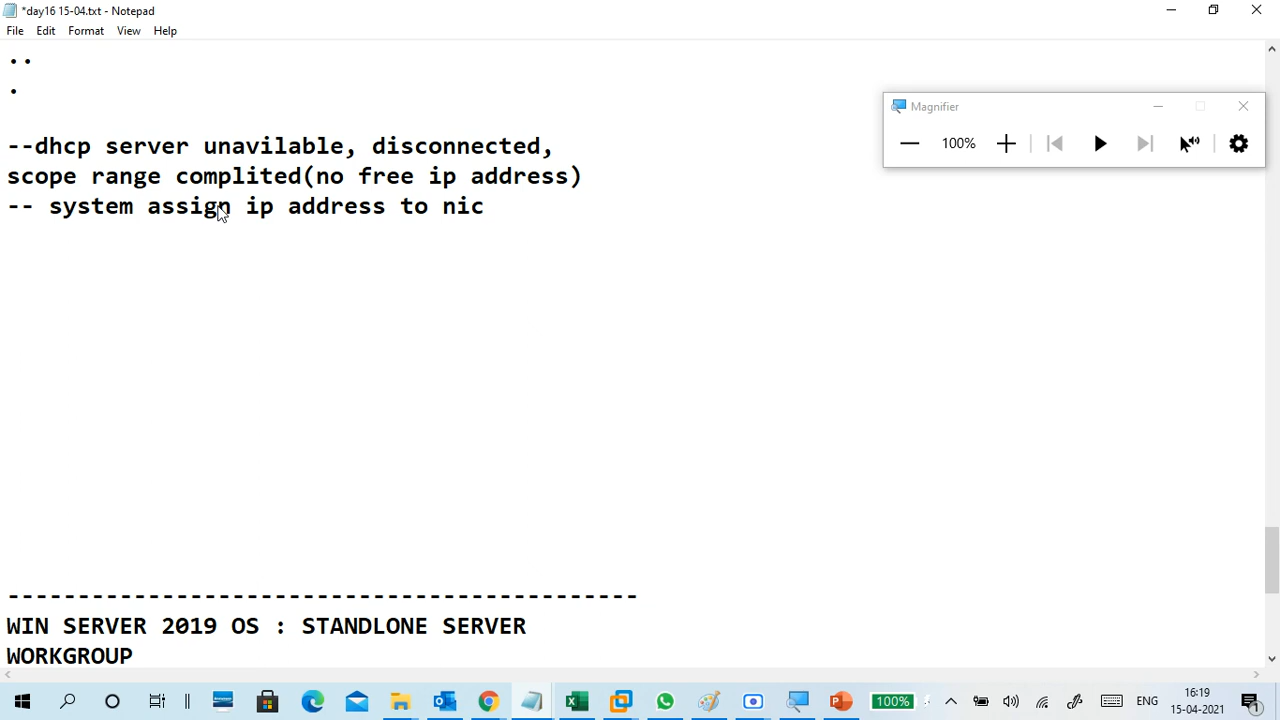 *day16 15-04.txt - Notepad
File Edit Format View Help
..
.
--dhcp server unavilable, disconnected,
scope range complited(no free ip address)
-- system assign ip address to nic
Magnifier
100%
---------------------------------------------
WIN SERVER 2019 OS : STANDLONE SERVER
WORKGROUP
100% ENG 16:19
15-04-2021
1